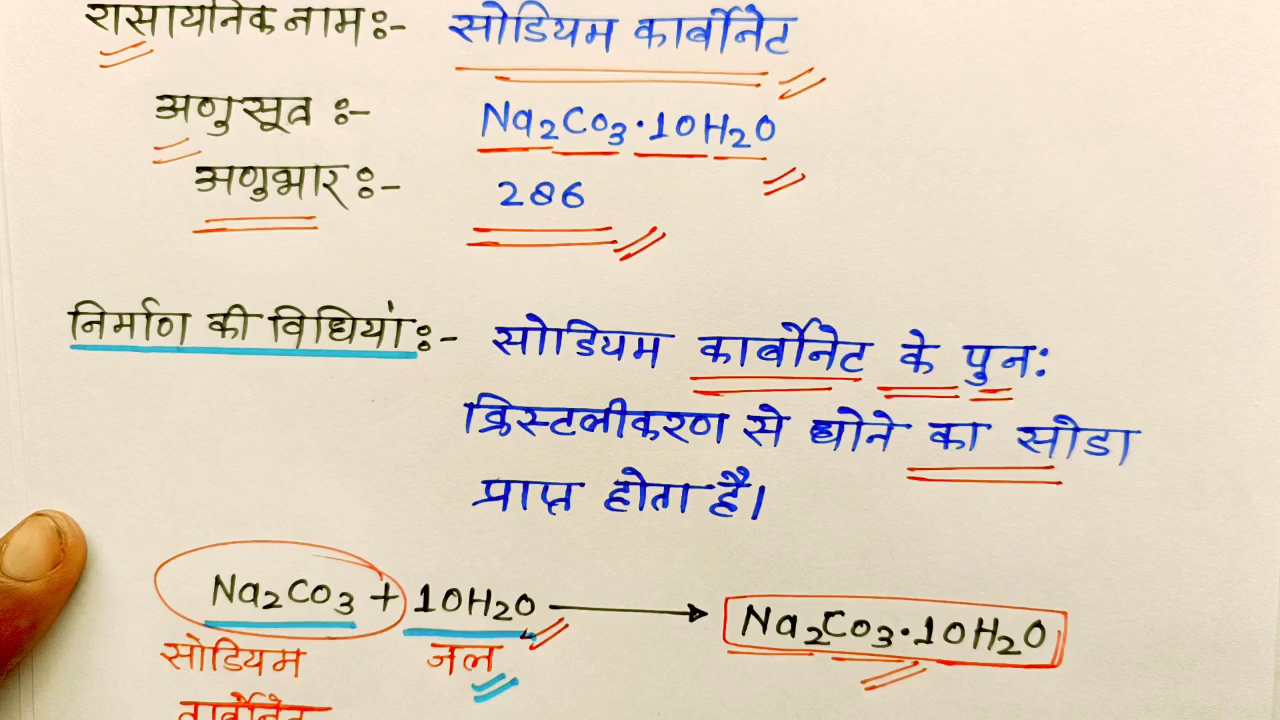 रासायनिक नाम :- सोडियम कार्बोनेट
अणुसूत्र :- Na2CO3·10H2O
अणुभार :- 286
निर्माण की विधियां :- सोडियम कार्बोनेट के पुन:
क्रिस्टलीकरण से धोने का सोडा
प्राप्त होता है।
Na2CO3 + 10H2O → Na2CO3·10H2O
सोडियम जल
कार्बोनेट